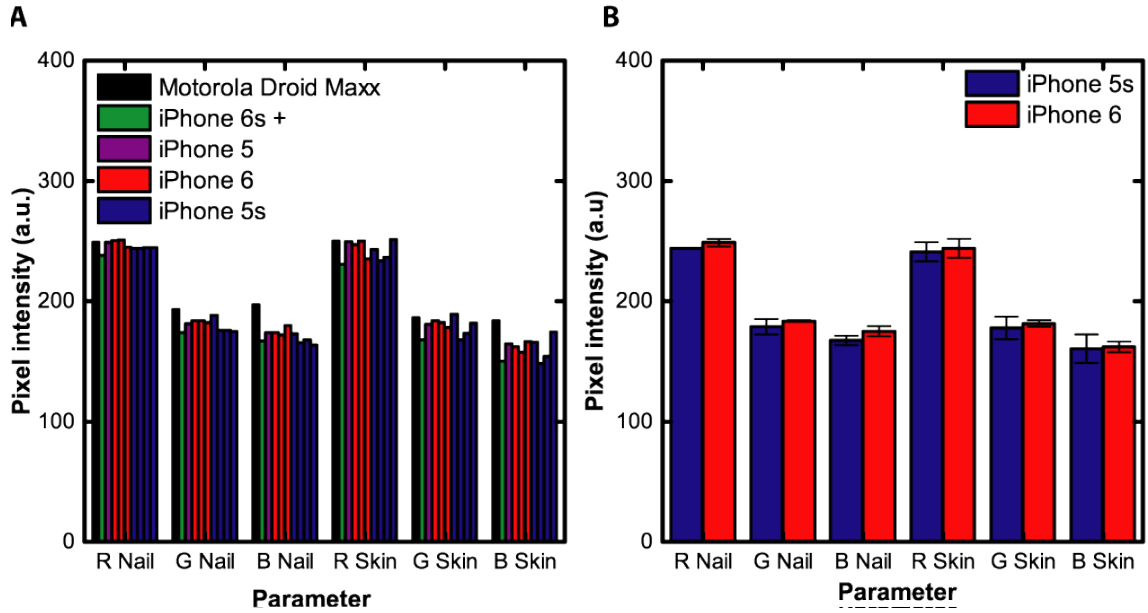 A
400
300
200
100
0
Pixel intensity (a.u.)
Motorola Droid Maxx
iPhone 6s +
iPhone 5
iPhone 6
iPhone 5s
R Nail G Nail B Nail R Skin G Skin B Skin
Parameter
B
400
300
200
100
0
Pixel intensity (a.u)
iPhone 5s
iPhone 6
R Nail G Nail B Nail R Skin G Skin B Skin
Parameter